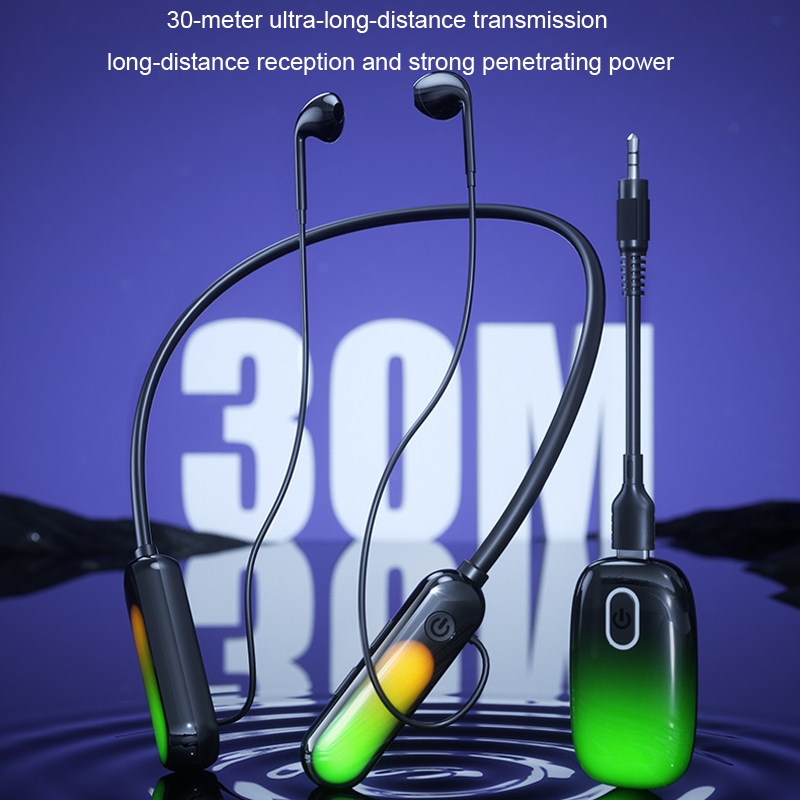 30-meter ultra-long-distance transmission
long-distance reception and strong penetrating power
30M